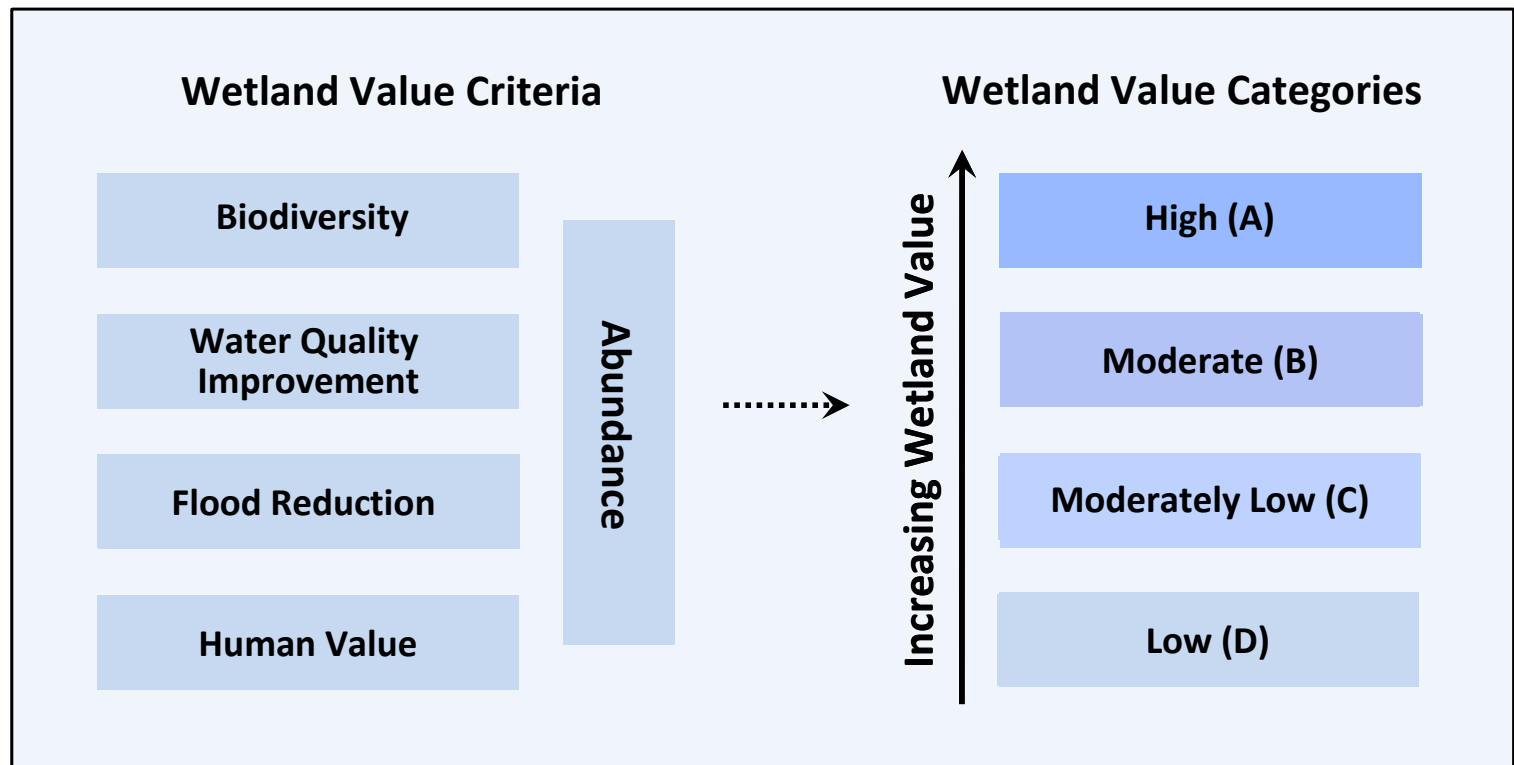 Wetland Value Criteria
Biodiversity
Water Quality
Improvement
Flood Reduction
Human Value
Abundance
Wetland Value Categories
Increasing Wetland Value
High (A)
Moderate (B)
Moderately Low (C)
Low (D)